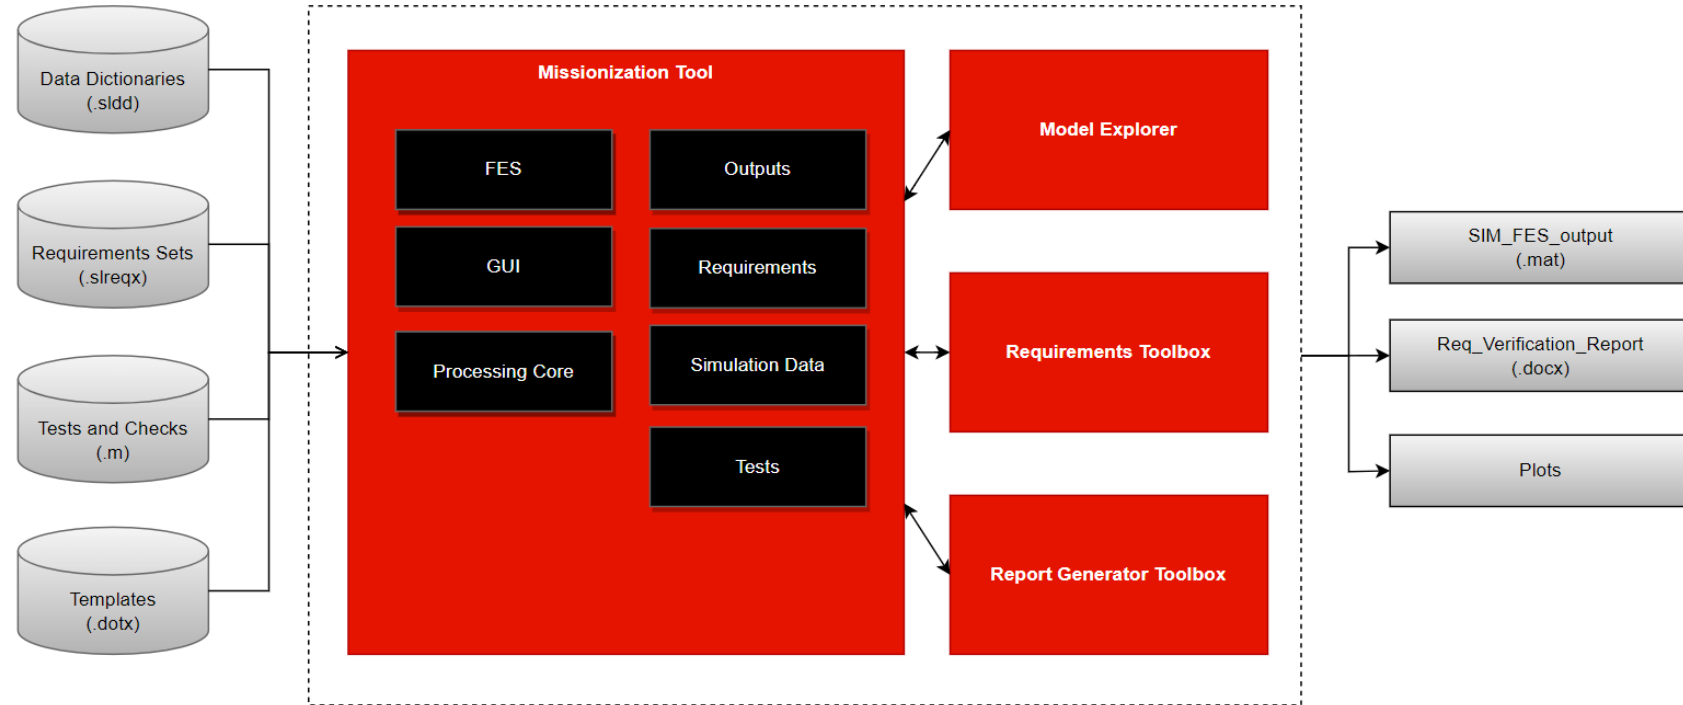 Data Dictionaries
(.sldd)
Requirements Sets
(.slreqx)
Tests and Checks
(.m)
Templates
(.dotx)
Missionization Tool
FES
GUI
Processing Core
Outputs
Requirements
Simulation Data
Tests
Model Explorer
Requirements Toolbox
Report Generator Toolbox
SIM_FES_output
(.mat)
Req_Verification_Report
(.docx)
Plots